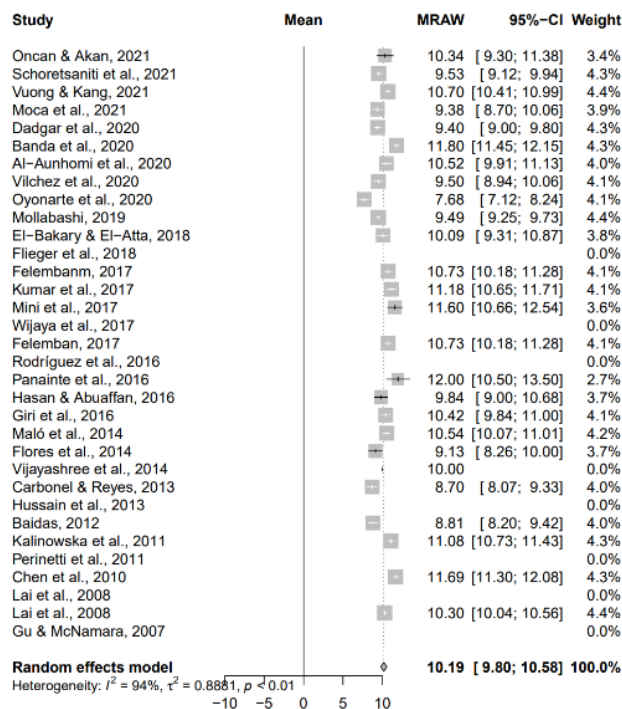 Study Mean MRAW 95%−CI Weight
Oncan & Akan, 2021 10.34 [ 9.30; 11.38] 3.4%
Schoretsaniti et al., 2021 9.53 [ 9.12; 9.94] 4.3%
Vuong & Kang, 2021 10.70 [10.41; 10.99] 4.4%
Moca et al., 2021 9.38 [ 8.70; 10.06] 3.9%
Dadgar et al., 2020 9.40 [ 9.00; 9.80] 4.3%
Banda et al., 2020 11.80 [11.45; 12.15] 4.3%
Al−Aunhomi et al., 2020 10.52 [ 9.91; 11.13] 4.0%
Vilchez et al., 2020 9.50 [ 8.94; 10.06] 4.1%
Oyonarte et al., 2020 7.68 [ 7.12; 8.24] 4.1%
Mollabashi, 2019 9.49 [ 9.25; 9.73] 4.4%
El−Bakary & El−Atta, 2018 10.09 [ 9.31; 10.87] 3.8%
Flieger et al., 2018 0.0%
Felembanm, 2017 10.73 [10.18; 11.28] 4.1%
Kumar et al., 2017 11.18 [10.65; 11.71] 4.1%
Mini et al., 2017 11.60 [10.66; 12.54] 3.6%
Wijaya et al., 2017 0.0%
Felemban, 2017 10.73 [10.18; 11.28] 4.1%
Rodríguez et al., 2016 0.0%
Panainte et al., 2016 12.00 [10.50; 13.50] 2.7%
Hasan & Abuaffan, 2016 9.84 [ 9.00; 10.68] 3.7%
Giri et al., 2016 10.42 [ 9.84; 11.00] 4.1%
Maló et al., 2014 10.54 [10.07; 11.01] 4.2%
Flores et al., 2014 9.13 [ 8.26; 10.00] 3.7%
Vijayashree et al., 2014 10.00 0.0%
Carbonel & Reyes, 2013 8.70 [ 8.07; 9.33] 4.0%
Hussain et al., 2013 0.0%
Baidas, 2012 8.81 [ 8.20; 9.42] 4.0%
Kalinowska et al., 2011 11.08 [10.73; 11.43] 4.3%
Perinetti et al., 2011 0.0%
Chen et al., 2010 11.69 [11.30; 12.08] 4.3%
Lai et al., 2008 0.0%
Lai et al., 2008 10.30 [10.04; 10.56] 4.4%
Gu & McNamara, 2007 0.0%
Random effects model 10.19 [ 9.80; 10.58] 100.0%
Heterogeneity: I² = 94%, τ² = 0.8881, p < 0.01
−10 −5 0 5 10